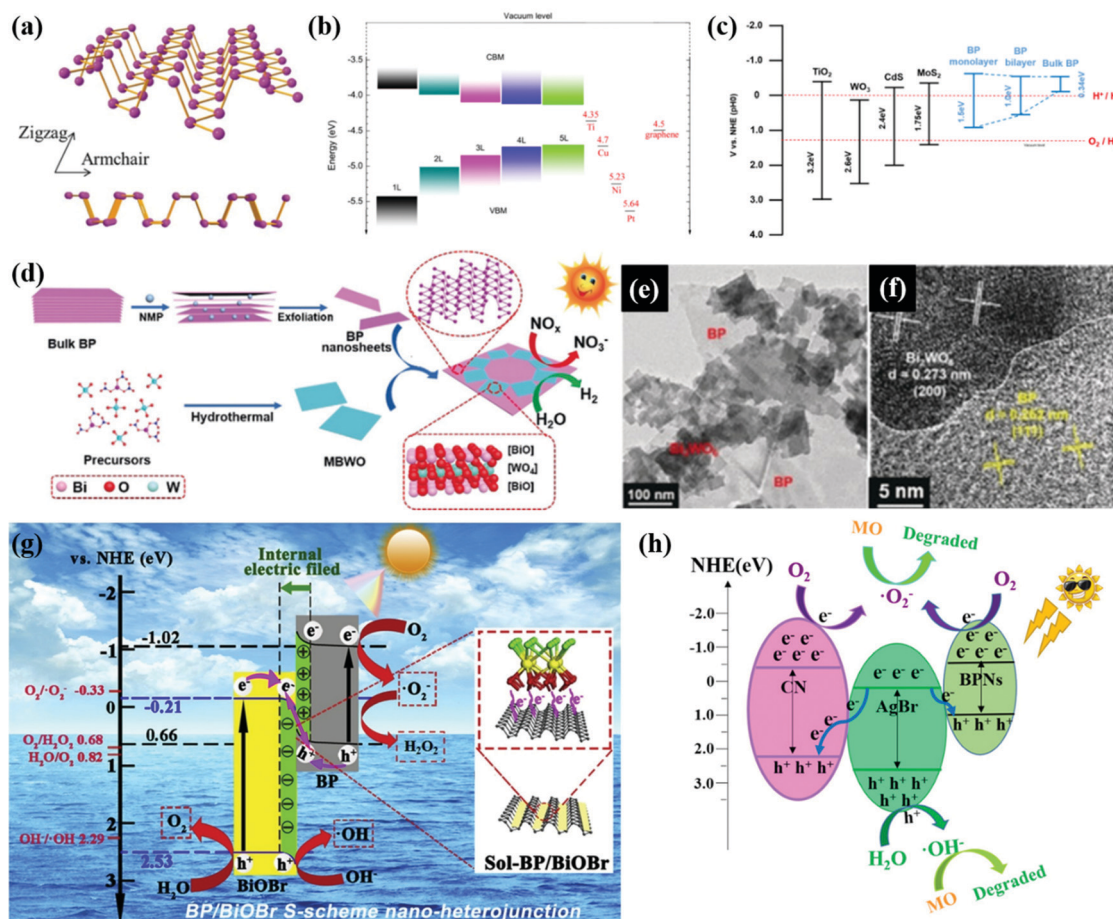 (a)
Zigzag
Armchair
(b)
Vacuum level
CBM
-3.5
-4.0
-4.5
-5.0
-5.5
Energy (eV)
1L
2L
3L
4L
5L
VBM
4.35
Ti
4.7
Cu
5.23
Ni
5.64
Pt
4.5
graphene
(c)
V vs. NHE (pH0)
-2.0
-1.0
0
1.0
2.0
3.0
4.0
TiO₂
3.2eV
WO₃
2.6eV
CdS
2.4eV
MoS₂
1.75eV
BP
monolayer
BP
bilayer
Bulk BP
0.34eV
H⁺ / H
O₂ / H
Vacuum level
(d)
Bulk BP
NMP
Exfoliation
BP
nanosheets
Precursors
Hydrothermal
MBWO
Bi
O
W
NOₓ
NO₃⁻
H₂
H₂O
[BiO]
[WO₄]
[BiO]
(e)
BP
BP
100 nm
(f)
Bi₂WO₆
d = 0.273 nm
(200)
BP
5 nm
(g)
vs. NHE (eV)
Internal
electric filed
-2
-1
0
1
2
3
-1.02
O₂/·O₂⁻ -0.33
-0.21
O₂/H₂O₂ 0.68
0.66
H₂O/O₂ 0.82
OH⁻/·OH 2.29
2.53
e⁻
e⁻
e⁻
e⁻
h⁺
h⁺
h⁺
h⁺
BP
BiOBr
O₂
·O₂⁻
H₂O₂
O₂
H₂O
·OH
OH⁻
e⁻ e⁻ e⁻ e⁻
Sol-BP/BiOBr
BP/BiOBr S-scheme nano-heterojunction
(h)
NHE(eV)
-2.0
-1.0
0.0
1.0
2.0
3.0
MO
Degraded
O₂
·O₂⁻
O₂
e⁻
e⁻
e⁻ e⁻
e⁻ e⁻ e⁻
CN
h⁺ h⁺ h⁺
e⁻ e⁻ e⁻
AgBr
h⁺ h⁺ h⁺
h⁺ h⁺
h⁺
e⁻ e⁻
e⁻ e⁻ e⁻
BPNs
h⁺ h⁺ h⁺
e⁻
e⁻
e⁻
H₂O
·OH⁻
MO
Degraded